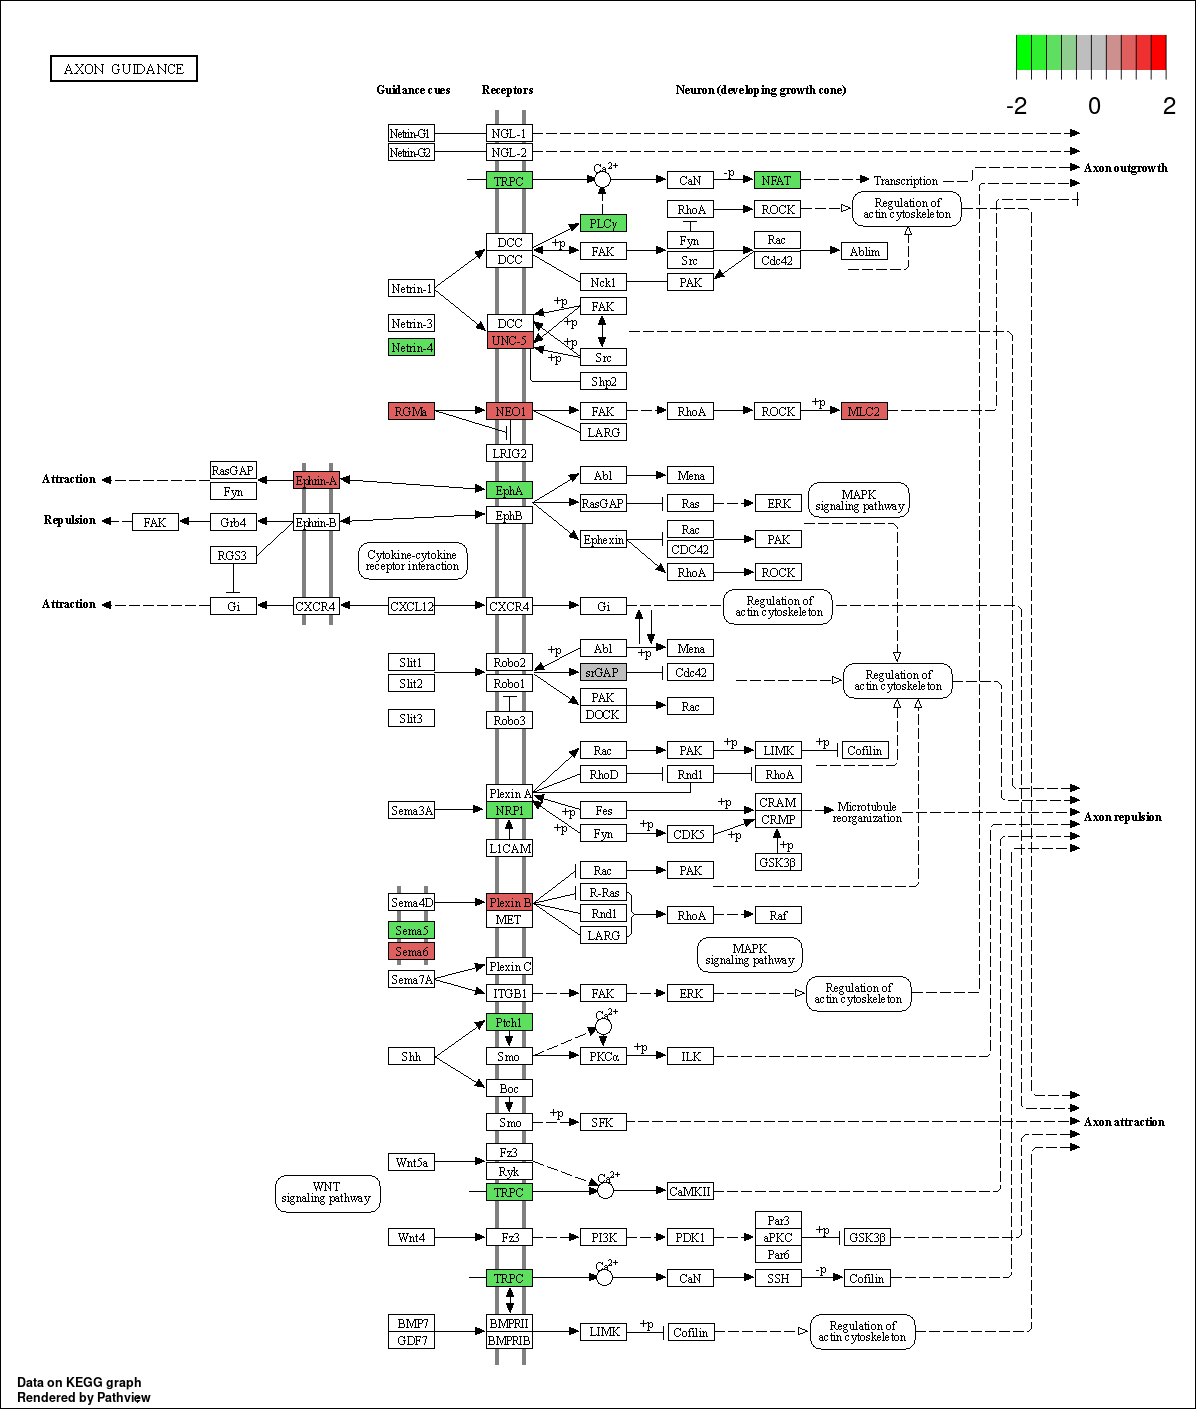 AXON GUIDANCE
-2 0 2
Guidance cues Receptors Neuron (developing growth cone)
Netrin-G1 NGL-1
Netrin-G2 NGL-2
Axon outgrowth
TRPC Ca2+ CaN -p NFAT Transcription
RhoA ROCK Regulation of
actin cytoskeleton
PLCγ
DCC +p FAK Fyn Rac Ablim
DCC Src Cdc42
Netrin-1 Nck1 PAK
+p FAK
Netrin-3 DCC +p
Netrin-4 UNC-5 +p
+p Src
Shp2
RGMa NEO1 FAK RhoA ROCK +p MLC2
LARG
LRIG2
Attraction RasGAP Ephrin-A Abl Mena
Fyn EphA RasGAP Ras ERK MAPK
signaling pathway
Repulsion FAK Grb4 Ephrin-B EphB
Rac
Ephexin CDC42 PAK
RGS3 Cytokine-cytokine
receptor interaction
RhoA ROCK
Attraction Gi CXCR4 CXCL12 CXCR4 Gi Regulation of
actin cytoskeleton
+p Abl +p Mena
Slit1 Robo2
srGAP Cdc42 Regulation of
actin cytoskeleton
Slit2 Robo1
PAK Rac
DOCK
Slit3 Robo3
Rac PAK +p LIMK +p Cofilin
RhoD Rnd1 RhoA
Plexin A
Sema3A NRP1 +p Fes +p CRAM Microtubule
reorganization
CRMP
+p Fyn +p CDK5 +p
Axon repulsion
L1CAM +p
GSK3β
Rac PAK
Sema4D Plexin B R-Ras
MET Rnd1 RhoA Raf
Sema5 LARG
Sema6 MAPK
signaling pathway
Sema7A Plexin C
ITGB1 FAK ERK Regulation of
actin cytoskeleton
Ptch1 Ca2+
Shh Smo PKCα +p ILK
Boc
Smo +p SFK Axon attraction
Wnt5a Fz3
Ryk
WNT
signaling pathway
TRPC Ca2+ CaMKII
Par3
Wnt4 Fz3 PI3K PDK1 aPKC +p GSK3β
Par6
TRPC Ca2+ CaN SSH -p Cofilin
BMP7 BMPRII
GDF7 BMPRIB LIMK +p Cofilin Regulation of
actin cytoskeleton
Data on KEGG graph
Rendered by Pathview